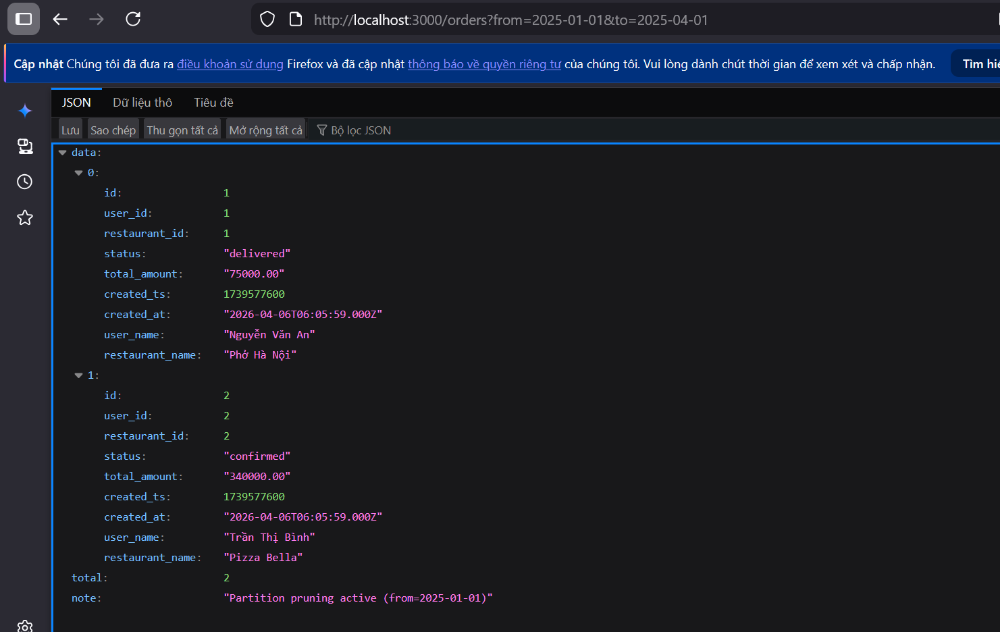 http://localhost:3000/orders?from=2025-01-01&to=2025-04-01
Cập nhật Chúng tôi đã đưa ra điều khoản sử dụng Firefox và đã cập nhật thông báo về quyền riêng tư của chúng tôi. Vui lòng dành chút thời gian để xem xét và chấp nhận.
JSON Dữ liệu thô Tiêu đề
Lưu Sao chép Thu gọn tất cả Mở rộng tất cả Bộ lọc JSON
data:
0:
id: 1
user_id: 1
restaurant_id: 1
status: "delivered"
total_amount: "75000.00"
created_ts: 1739577600
created_at: "2026-04-06T06:05:59.000Z"
user_name: "Nguyễn Văn An"
restaurant_name: "Phở Hà Nội"
1:
id: 2
user_id: 2
restaurant_id: 2
status: "confirmed"
total_amount: "340000.00"
created_ts: 1739577600
created_at: "2026-04-06T06:05:59.000Z"
user_name: "Trần Thị Bình"
restaurant_name: "Pizza Bella"
total: 2
note: "Partition pruning active (from=2025-01-01)"